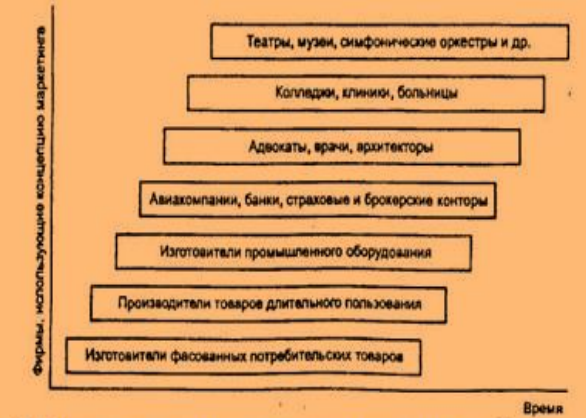 Фирмы, использующие концепцию маркетинга
Театры, музеи, симфонические оркестры и др.
Колледжи, клиники, больницы
Адвокаты, врачи, архитекторы
Авиакомпании, банки, страховые и брокерские конторы
Изготовители промышленного оборудования
Производители товаров длительного пользования
Изготовители фасованных потребительских товаров
Время